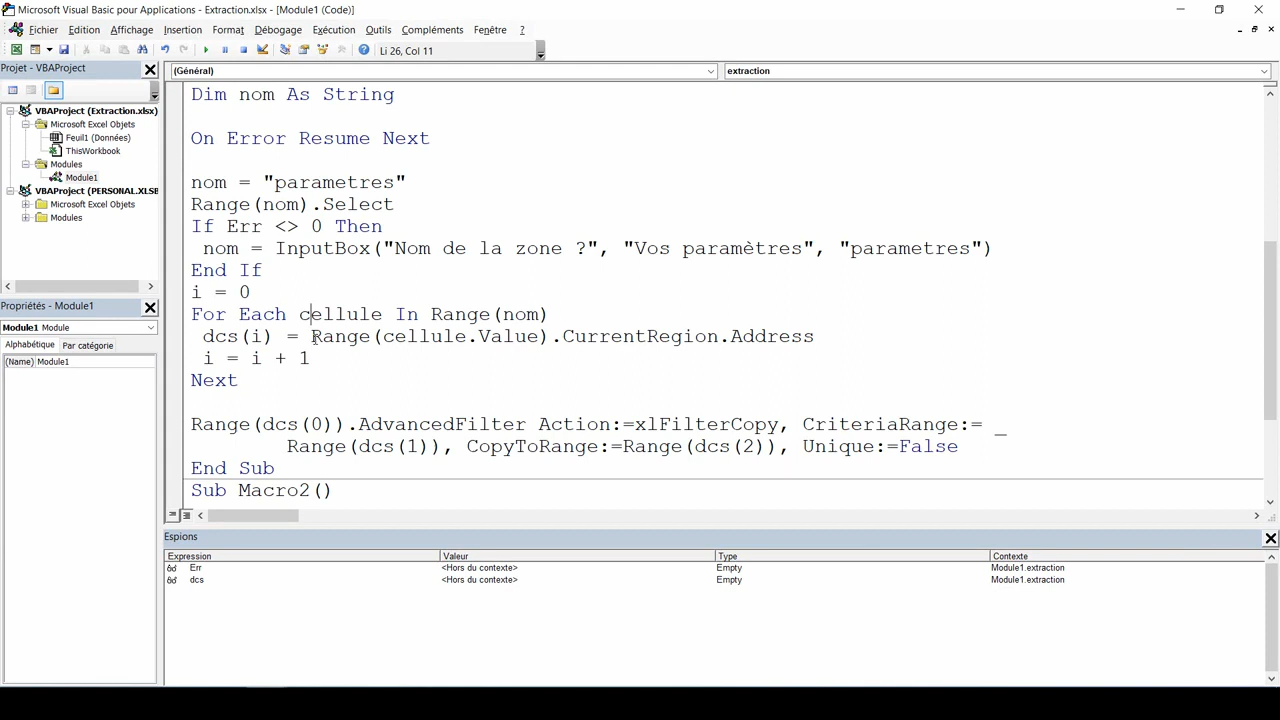 Microsoft Visual Basic pour Applications - Extraction.xlsx - [Module1 (Code)]
Fichier Edition Affichage Insertion Format Débogage Exécution Outils Compléments Fenêtre ?
Li 26, Col 11
Projet - VBAProject
(Général)
extraction
VBAProject (Extraction.xlsx)
Microsoft Excel Objets
Feuil1 (Données)
ThisWorkbook
Modules
Module1
VBAProject (PERSONAL.XLSB
Microsoft Excel Objets
Modules
Propriétés - Module1
Module1 Module
Alphabétique Par catégorie
(Name) Module1
Dim nom As String
On Error Resume Next
nom = "parametres"
Range(nom).Select
If Err <> 0 Then
nom = InputBox("Nom de la zone ?", "Vos paramètres", "parametres")
End If
i = 0
For Each cellule In Range(nom)
dcs(i) = Range(cellule.Value).CurrentRegion.Address
i = i + 1
Next
Range(dcs(0)).AdvancedFilter Action:=xlFilterCopy, CriteriaRange:= _
Range(dcs(1)), CopyToRange:=Range(dcs(2)), Unique:=False
End Sub
Sub Macro2()
Espions
Expression Valeur Type Contexte
Err <Hors du contexte> Empty Module1.extraction
dcs <Hors du contexte> Empty Module1.extraction